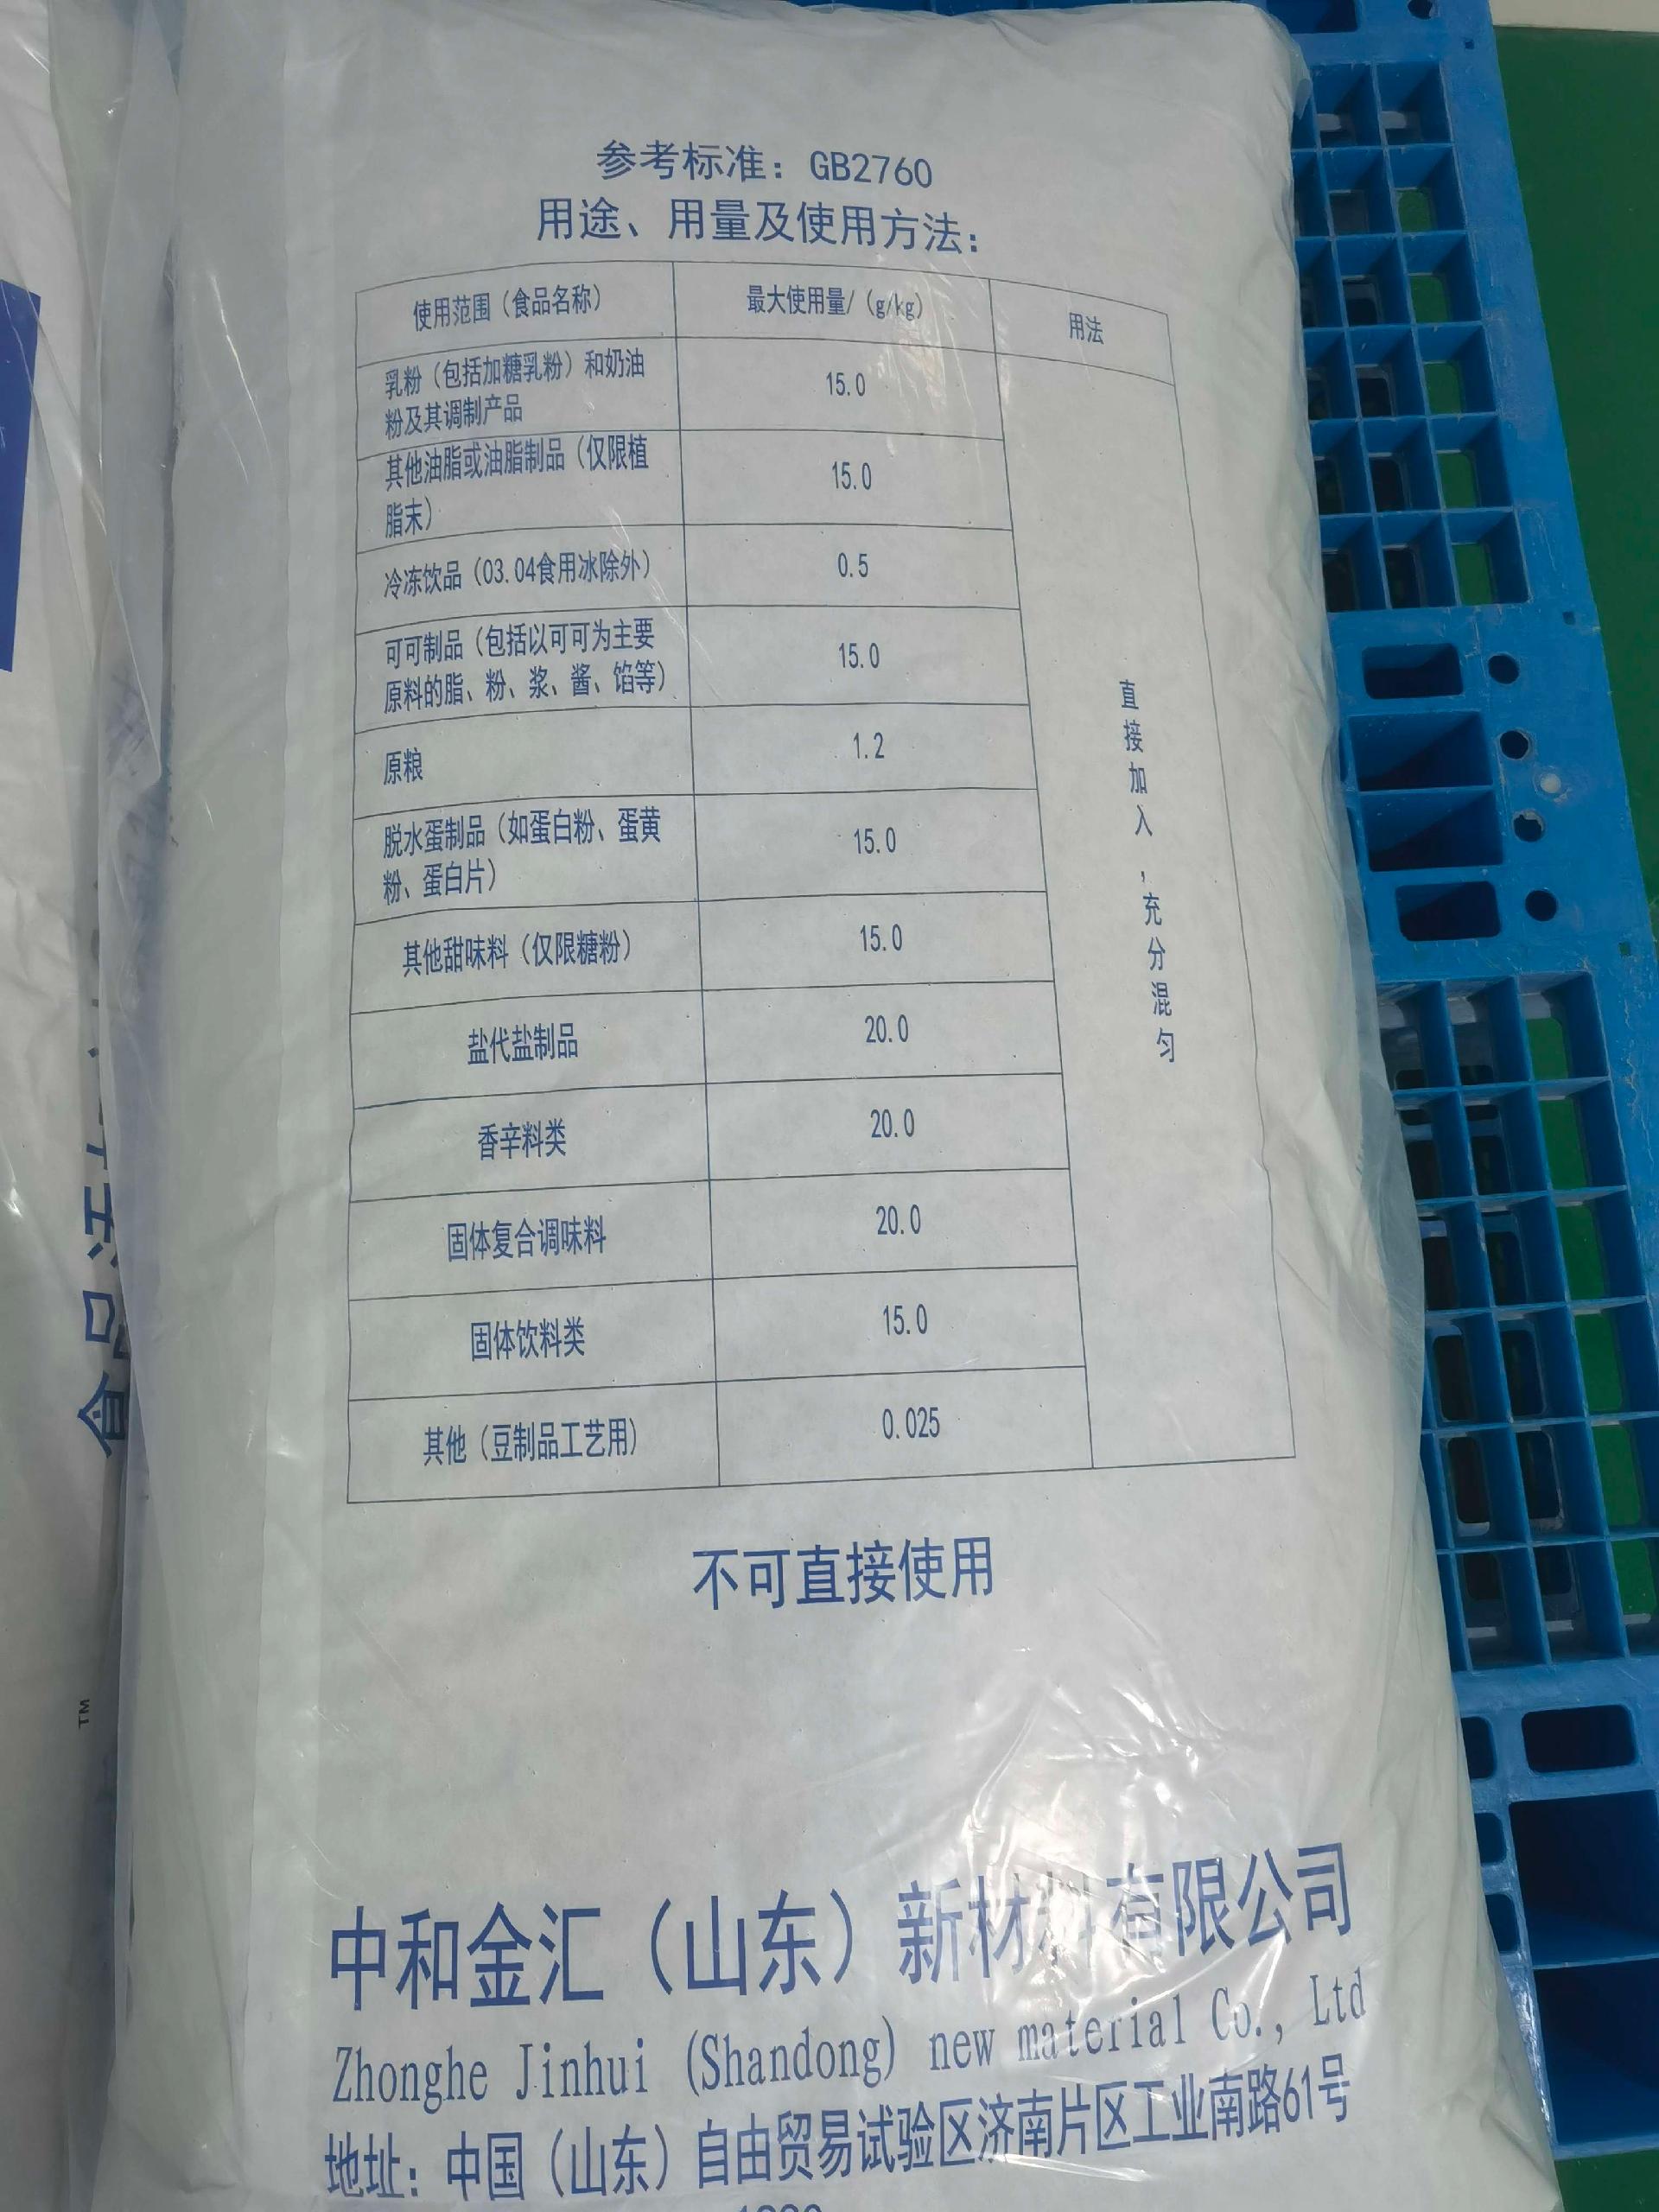 参考标准：GB2760
用途、用量及使用方法：
使用范围（食品名称） 最大使用量/（g/kg） 用法
乳粉（包括加糖乳粉）和奶油
粉及其调制产品 15.0
其他油脂或油脂制品（仅限植
脂末） 15.0
冷冻饮品（03.04食用冰除外） 0.5
可可制品（包括以可可为主要
原料的脂、粉、浆、酱、馅等） 15.0
原粮 1.2
脱水蛋制品（如蛋白粉、蛋黄
粉、蛋白片） 15.0
其他甜味料（仅限糖粉） 15.0
盐代盐制品 20.0
香辛料类 20.0
固体复合调味料 20.0
固体饮料类 15.0
其他（豆制品工艺用） 0.025
直接加入，充分混匀
不可直接使用
中和金汇（山东）新材料有限公司
Zhonghe Jinhui (Shandong) new material Co., Ltd
地址：中国（山东）自由贸易试验区济南片区工业南路61号
食品添加
TM